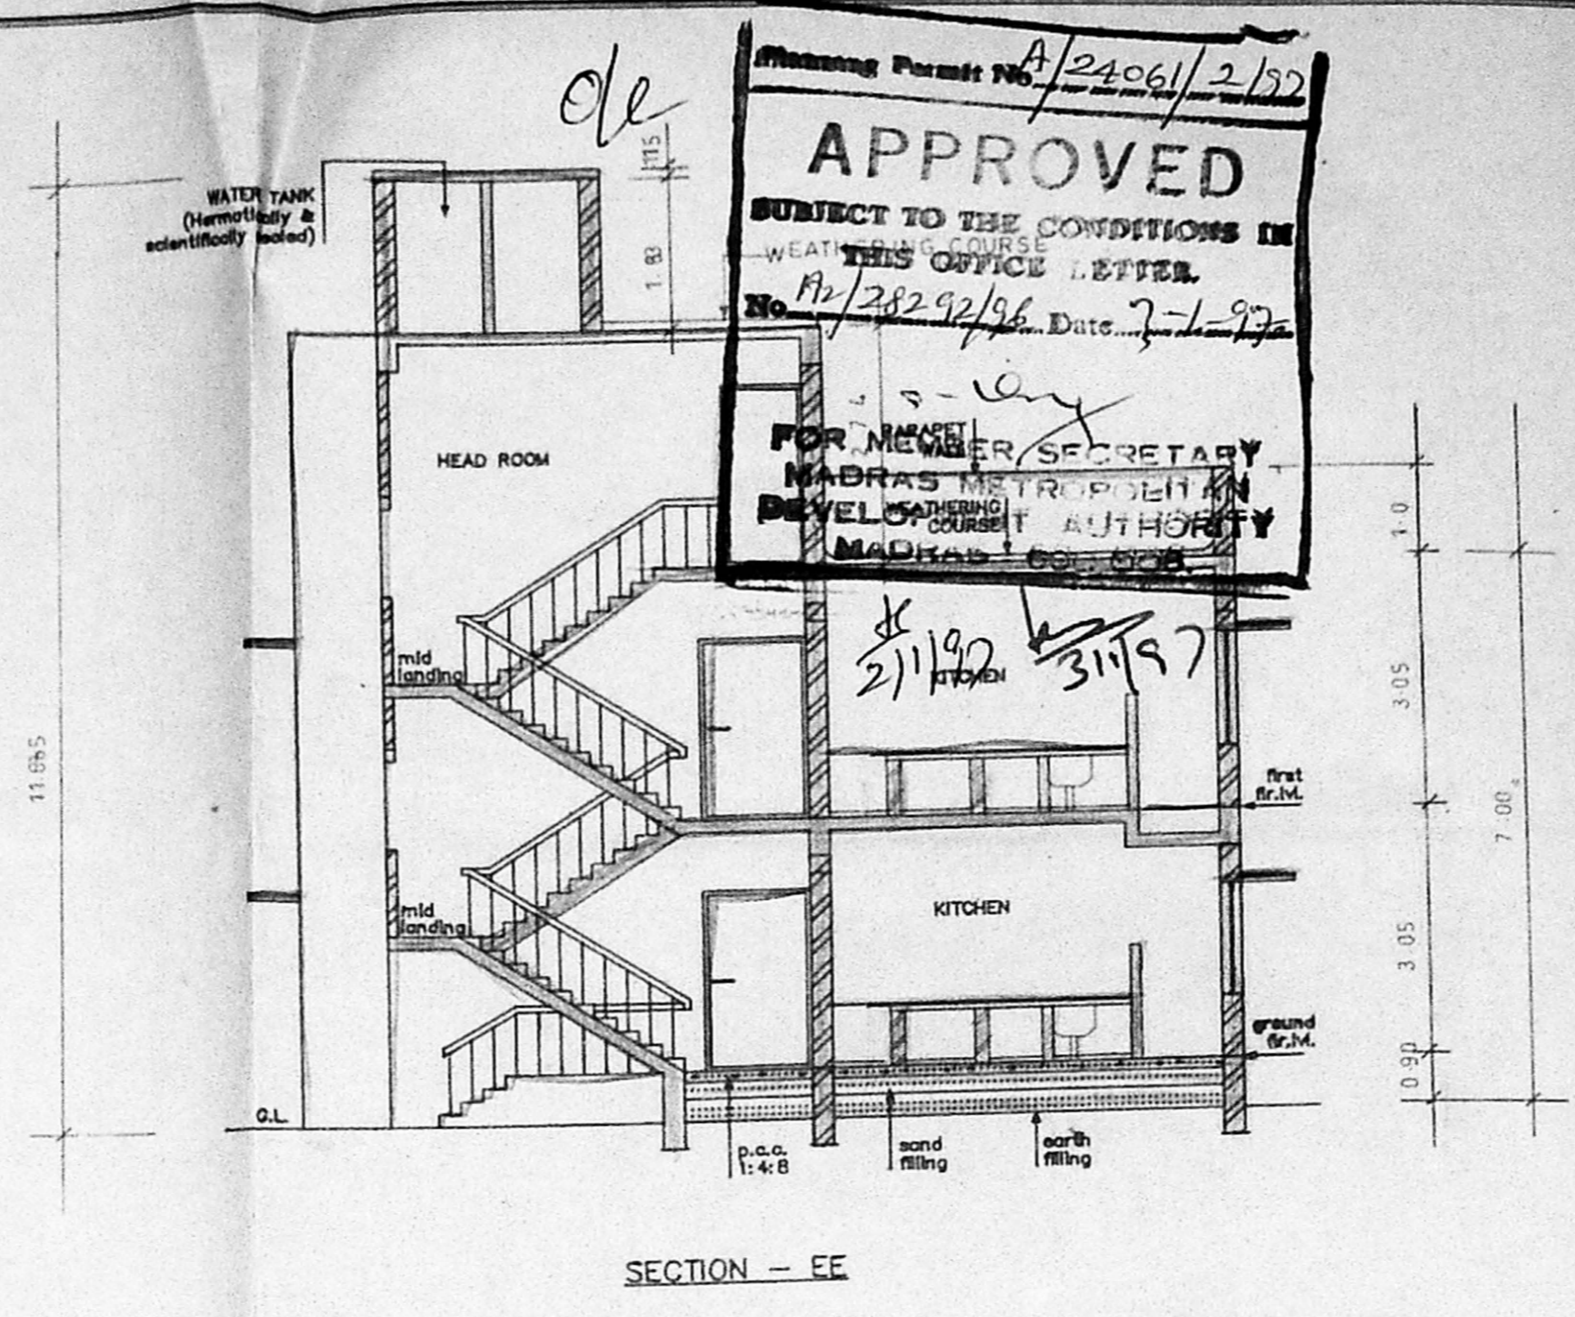 Planning Permit No. A/24061/2/97
APPROVED
SUBJECT TO THE CONDITIONS IN
THIS OFFICE LETTER.
No. A2/28292/96 Date 7-1-97
FOR MEMBER SECRETARY
MADRAS METROPOLITAN
DEVELOPMENT AUTHORITY
MADRAS
2/1/97
3/1/97
115
WATER TANK
(Hermatically &
scientifically sealed)
WEATHERING COURSE
1.83
HEAD ROOM
PARAPET
WALL
WEATHERING
COURSE
1.0
mid
landing
KITCHEN
3.05
first
flr.lvl.
7.00
mid
landing
KITCHEN
3.05
ground
flr.lvl.
0.90
G.L.
p.c.c.
1:4:8
sand
filling
earth
filling
SECTION - EE